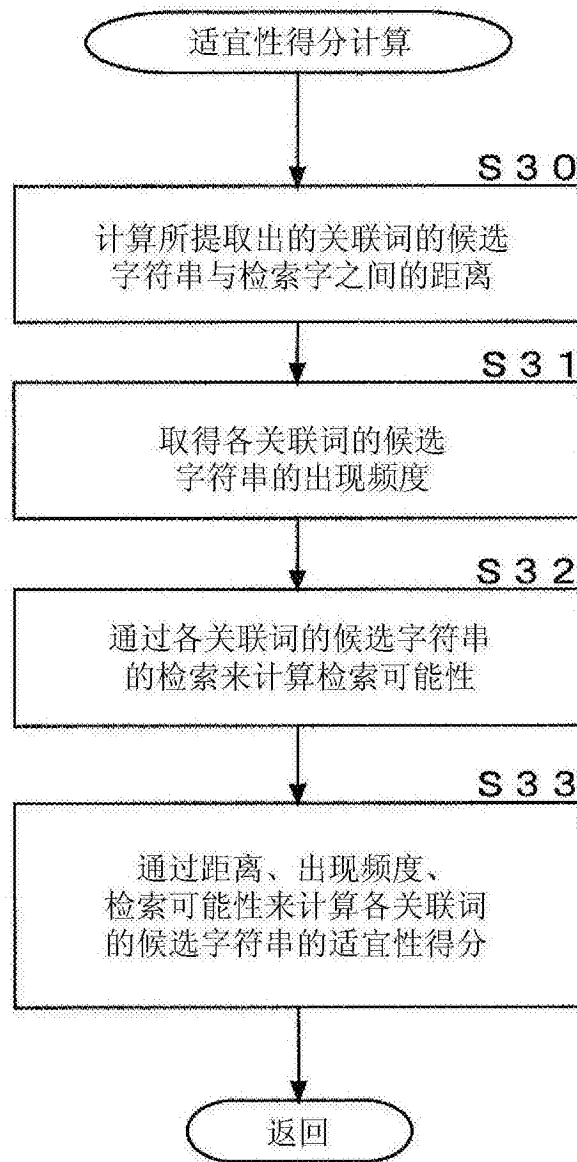 适宜性得分计算
S30
计算所提取出的关联词的候选
字符串与检索字之间的距离
S31
取得各关联词的候选
字符串的出现频度
S32
通过各关联词的候选字符串
的检索来计算检索可能性
S33
通过距离、出现频度、
检索可能性来计算各关联词
的候选字符串的适宜性得分
返回